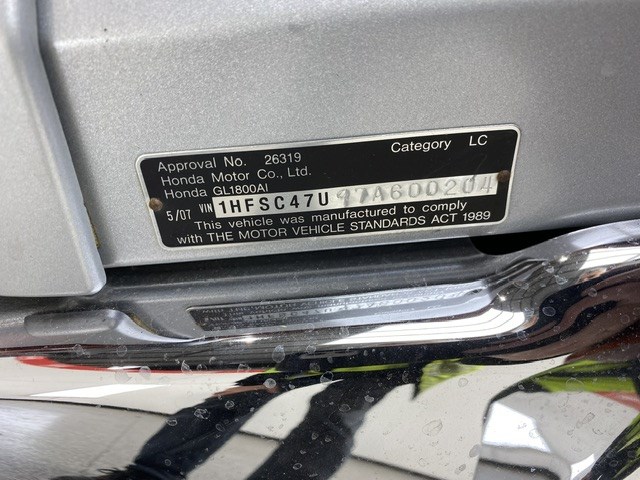 Approval No. 26319 Category LC
Honda Motor Co., Ltd.
Honda GL1800AI
5/07 VIN 1HFSC47U97A600204
This vehicle was manufactured to comply
with THE MOTOR VEHICLE STANDARDS ACT 1989